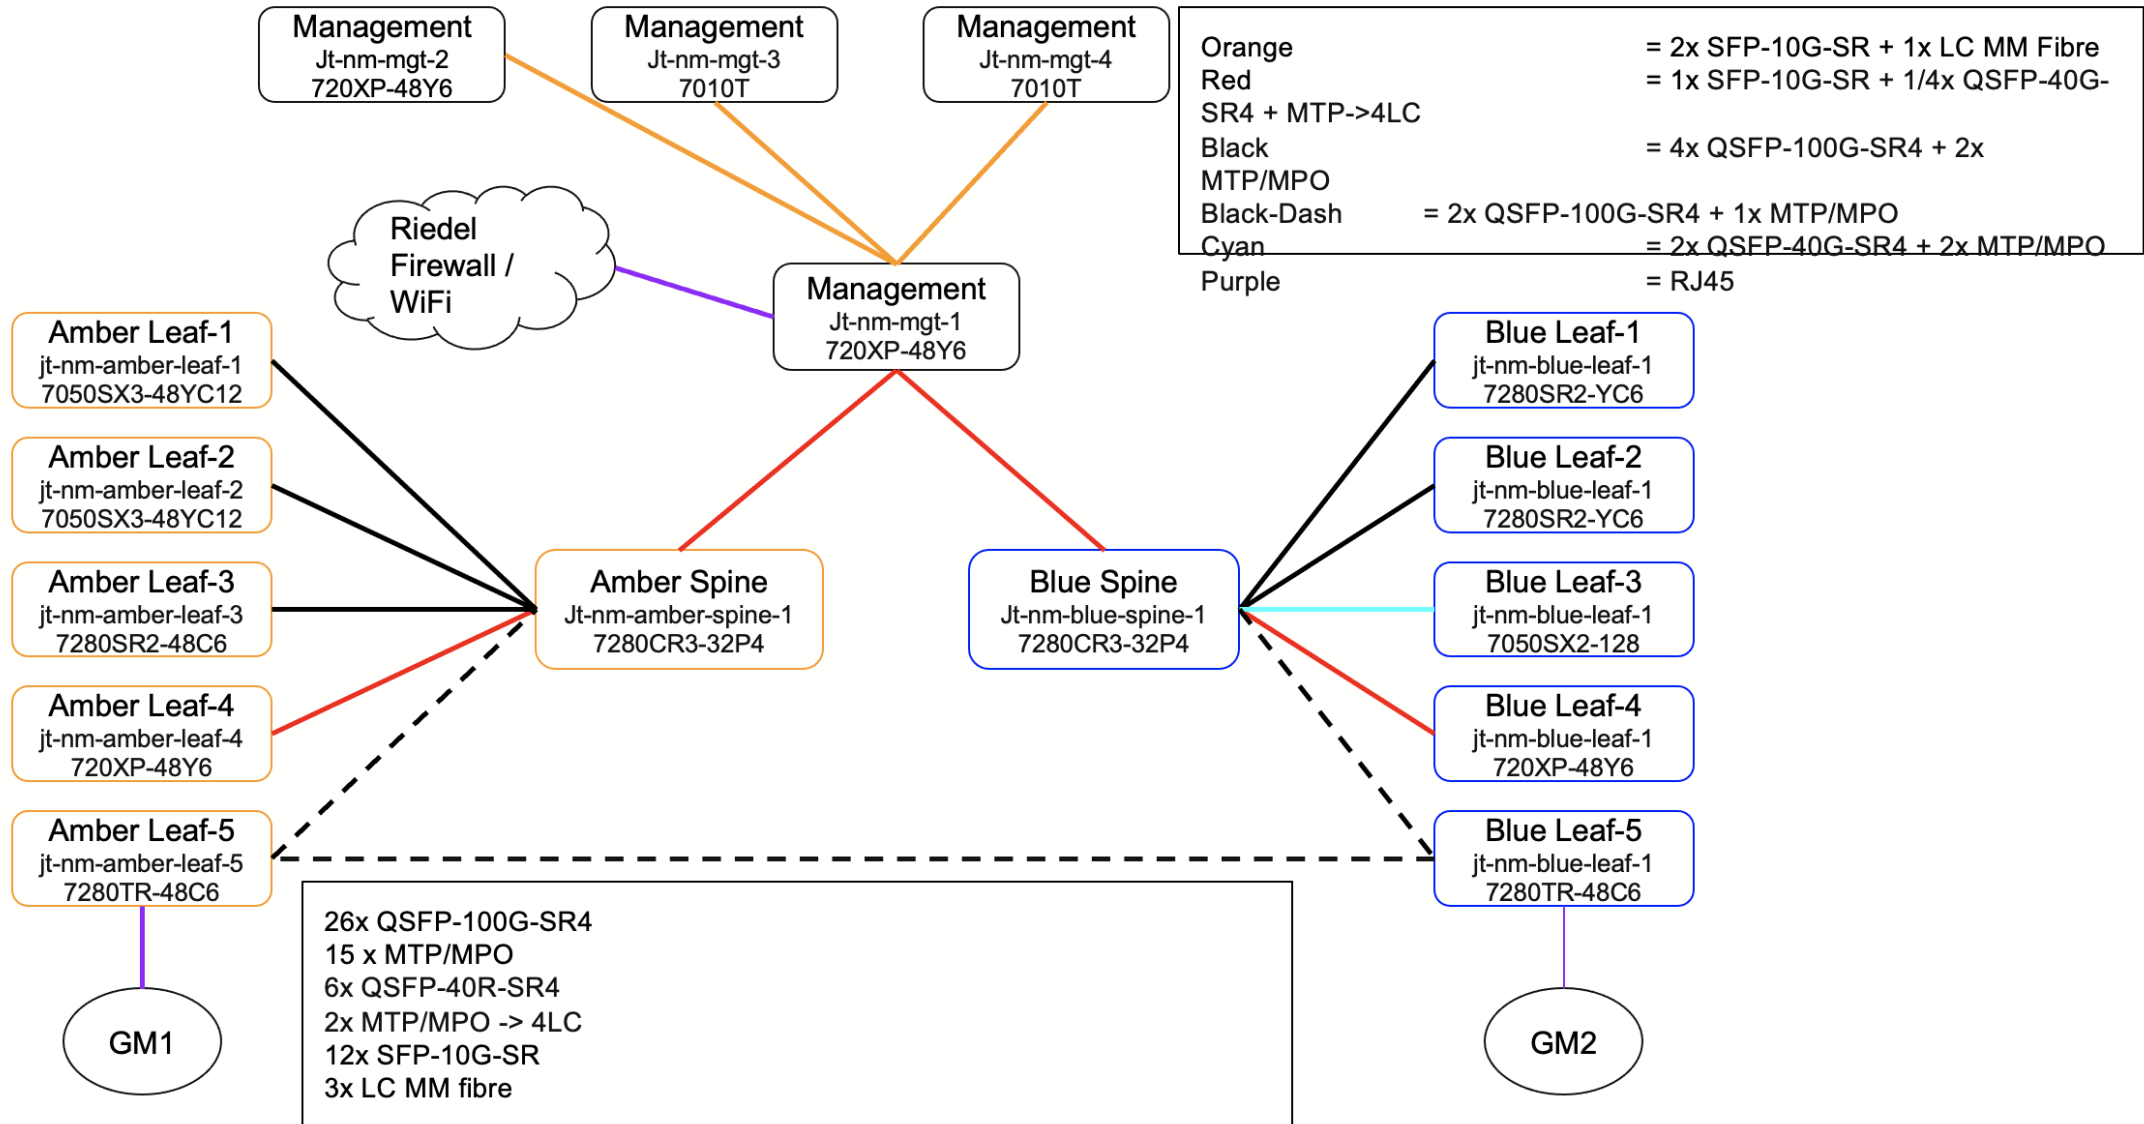 Management
Jt-nm-mgt-2
720XP-48Y6
Management
Jt-nm-mgt-3
7010T
Management
Jt-nm-mgt-4
7010T
Orange = 2x SFP-10G-SR + 1x LC MM Fibre
Red = 1x SFP-10G-SR + 1/4x QSFP-40G-
SR4 + MTP->4LC
Black = 4x QSFP-100G-SR4 + 2x
MTP/MPO
Black-Dash = 2x QSFP-100G-SR4 + 1x MTP/MPO
Cyan = 2x QSFP-40G-SR4 + 2x MTP/MPO
Purple = RJ45
Riedel
Firewall /
WiFi
Management
Jt-nm-mgt-1
720XP-48Y6
Amber Leaf-1
jt-nm-amber-leaf-1
7050SX3-48YC12
Amber Leaf-2
jt-nm-amber-leaf-2
7050SX3-48YC12
Amber Leaf-3
jt-nm-amber-leaf-3
7280SR2-48C6
Amber Leaf-4
jt-nm-amber-leaf-4
720XP-48Y6
Amber Leaf-5
jt-nm-amber-leaf-5
7280TR-48C6
Amber Spine
Jt-nm-amber-spine-1
7280CR3-32P4
Blue Spine
Jt-nm-blue-spine-1
7280CR3-32P4
Blue Leaf-1
jt-nm-blue-leaf-1
7280SR2-YC6
Blue Leaf-2
jt-nm-blue-leaf-1
7280SR2-YC6
Blue Leaf-3
jt-nm-blue-leaf-1
7050SX2-128
Blue Leaf-4
jt-nm-blue-leaf-1
720XP-48Y6
Blue Leaf-5
jt-nm-blue-leaf-1
7280TR-48C6
GM1
26x QSFP-100G-SR4
15 x MTP/MPO
6x QSFP-40R-SR4
2x MTP/MPO -> 4LC
12x SFP-10G-SR
3x LC MM fibre
GM2